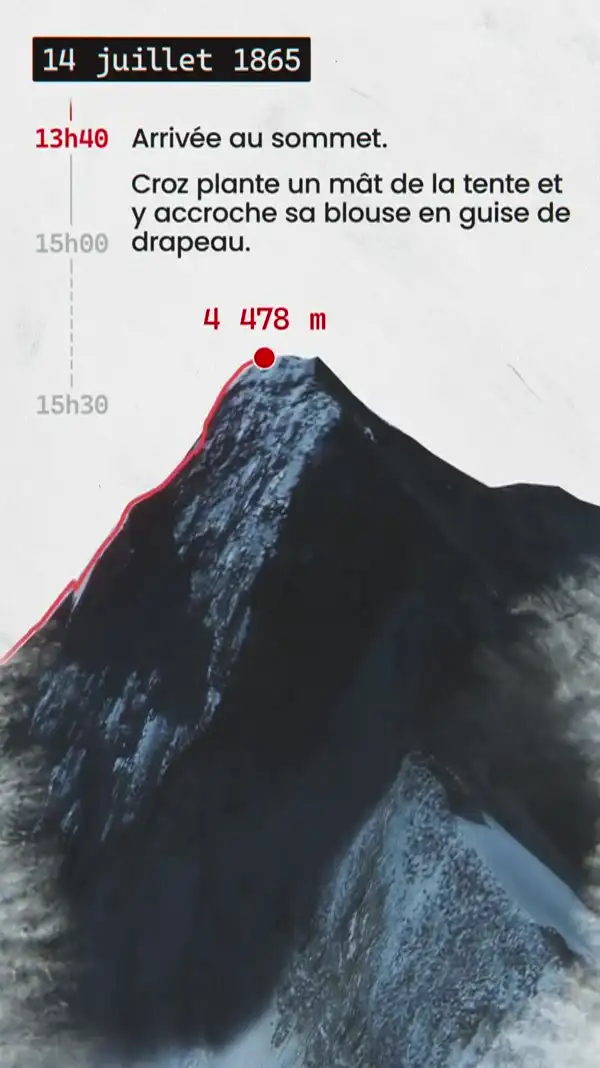 14 juillet 1865
13h40 Arrivée au sommet.
Croz plante un mât de la tente et
y accroche sa blouse en guise de
15h00 drapeau.
4 478 m
15h30